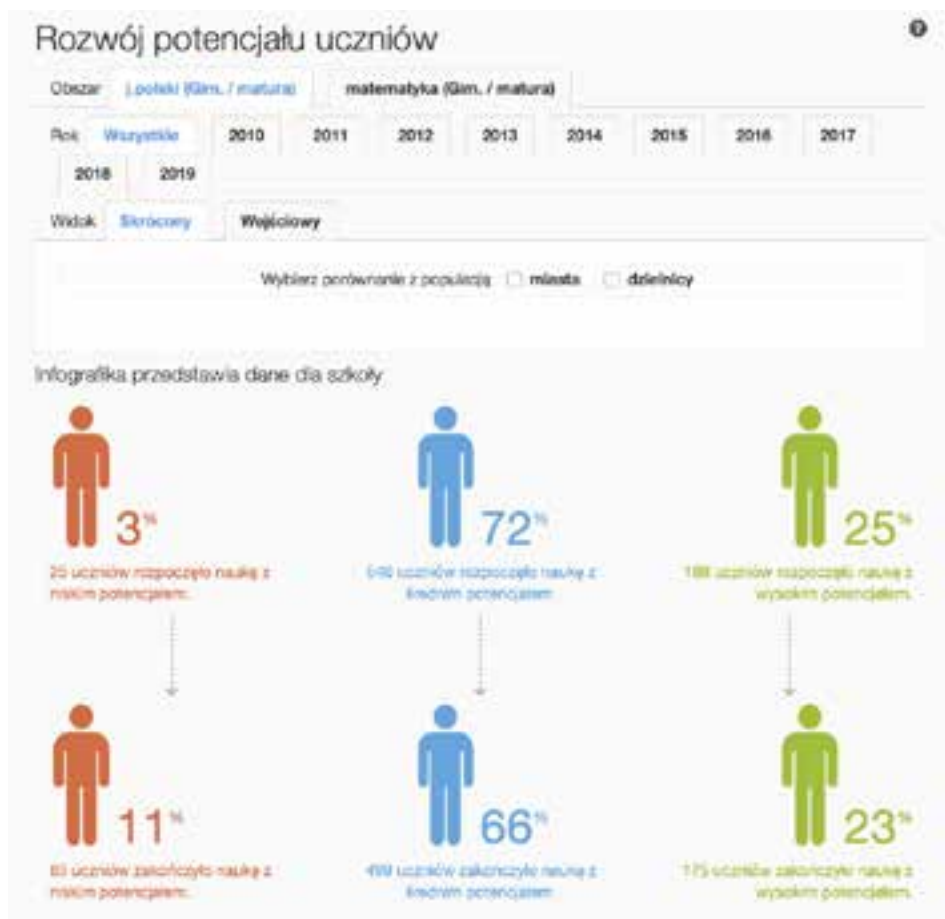 Rozwój potencjału uczniów
Obszar j.polski (Gim. / matura) matematyka (Gim. / matura)
Rok Wszystkie 2010 2011 2012 2013 2014 2015 2016 2017
2018 2019
Widok Skrócony Wojściowy
Wybierz porównanie z populacją miasta dzielnicy
Infografika przedstawia dane dla szkoły
3% 72% 25%
25 uczniów rozpoczęło naukę z niskim potencjałem.
uczniów rozpoczęło naukę z średnim potencjałem
uczniów rozpoczęło naukę z wysokim potencjałem.
11% 66% 23%
uczniów zakończyło naukę z niskim potencjałem.
uczniów zakończyło naukę z średnim potencjałem
175 uczniów zakończyło naukę z wysokim potencjałem.